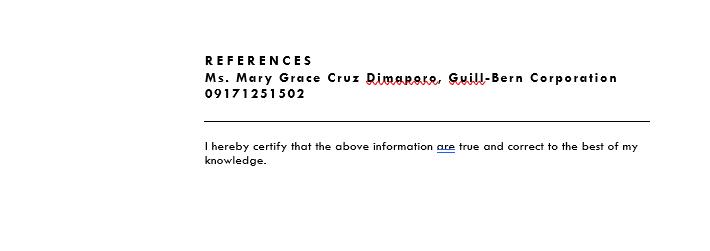 REFERENCES
Ms. Mary Grace Cruz Dimaporo, Guill-Bern Corporation
09171251502
I hereby certify that the above information are true and correct to the best of my
knowledge.